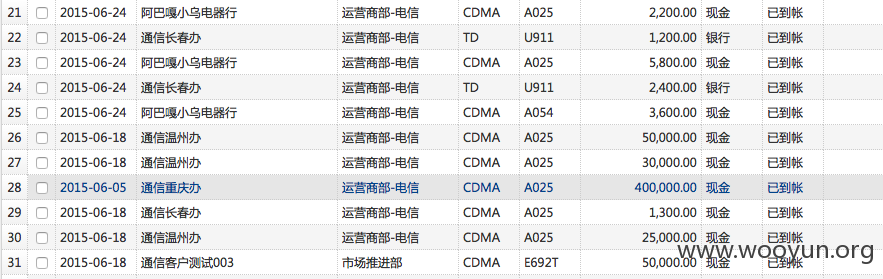 21 2015-06-24 阿巴嘎小乌电器行 运营商部-电信 CDMA A025 2,200.00 现金 已到帐
22 2015-06-24 通信长春办 运营商部-电信 TD U911 1,200.00 银行 已到帐
23 2015-06-24 阿巴嘎小乌电器行 运营商部-电信 CDMA A025 5,800.00 现金 已到帐
24 2015-06-24 通信长春办 运营商部-电信 TD U911 2,400.00 银行 已到帐
25 2015-06-24 阿巴嘎小乌电器行 运营商部-电信 CDMA A054 3,600.00 现金 已到帐
26 2015-06-18 通信温州办 运营商部-电信 CDMA A025 50,000.00 现金 已到帐
27 2015-06-18 通信温州办 运营商部-电信 CDMA A025 30,000.00 现金 已到帐
28 2015-06-05 通信重庆办 运营商部-电信 CDMA A025 400,000.00 现金 已到帐
29 2015-06-18 通信长春办 运营商部-电信 CDMA A025 1,300.00 现金 已到帐
30 2015-06-18 通信温州办 运营商部-电信 CDMA A025 25,000.00 现金 已到帐
31 2015-06-18 通信客户测试003 市场推进部 CDMA E692T 50,000.00 现金 已到帐
www.wooyun.org